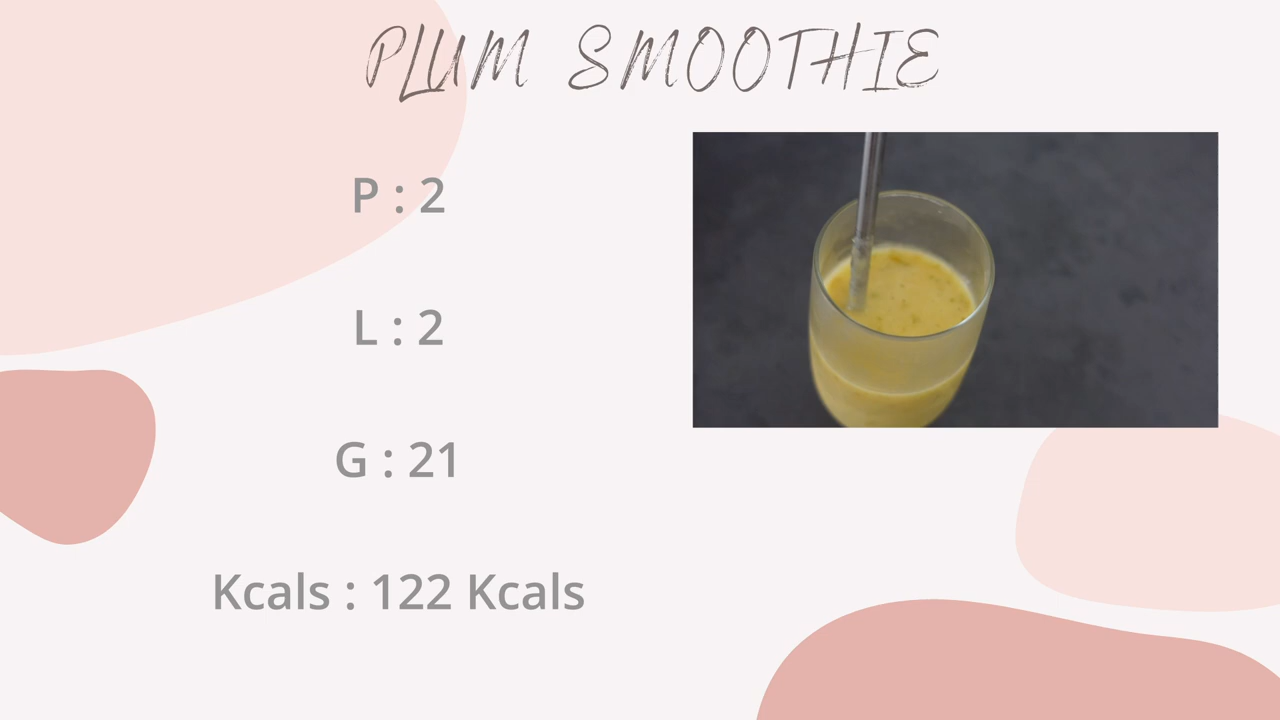 PLUM SMOOTHIE
P : 2
L : 2
G : 21
Kcals : 122 Kcals